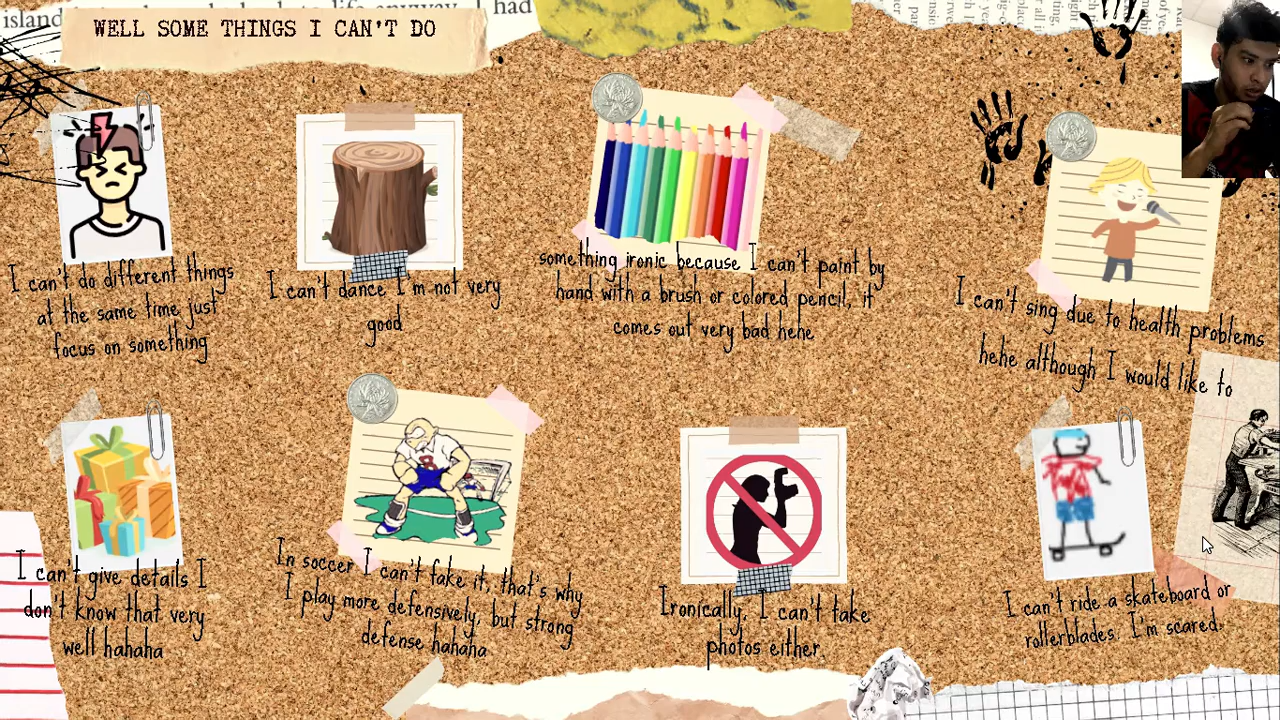 island
had
WELL SOME THINGS I CAN'T DO
I can't do different things
at the same time just
focus on something
I can't dance I'm not very
good
something ironic because I can't paint by
hand with a brush or colored pencil, it
comes out very bad hehe
I can't sing due to health problems
hehe although I would like to
I can't give details I
don't know that very
well hahaha
In soccer I can't fake it, that's why
I play more defensively, but strong
defense hahaha
Ironically, I can't take
photos either.
I can't ride a skateboard or
rollerblades. I'm scared.